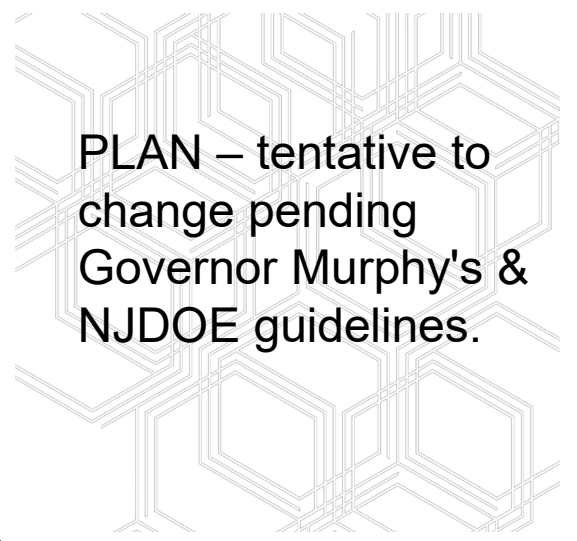 PLAN – tentative to
change pending
Governor Murphy's &
NJDOE guidelines.